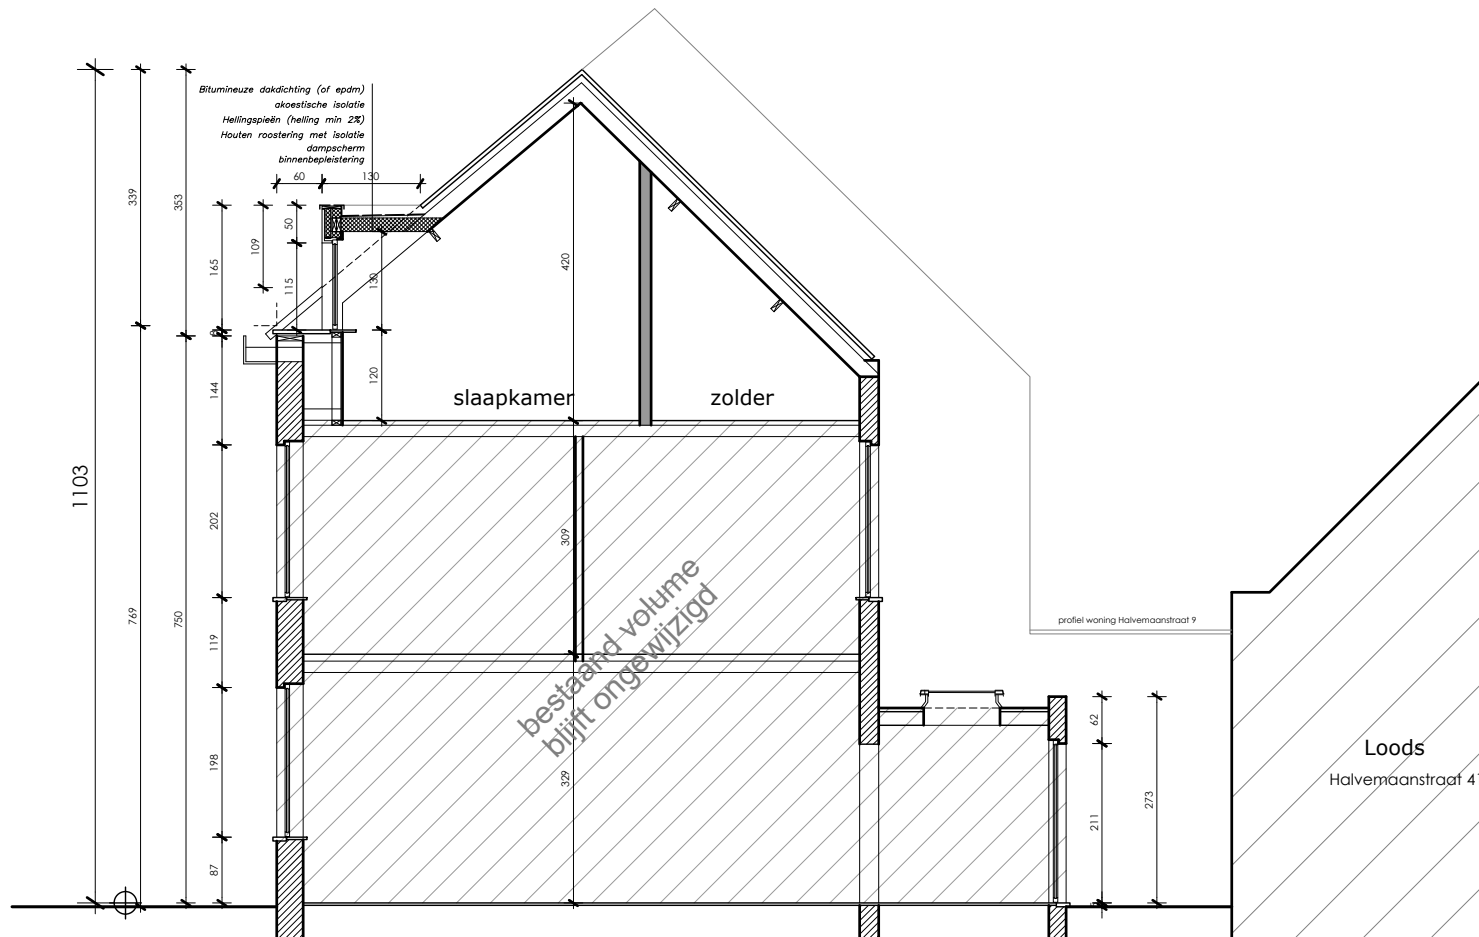 Bitumineuze dakdichting (of epdm)
akoestische isolatie
Hellingspieën (helling min 2%)
Houten roostering met isolatie
dampscherm
binnenbepleistering
60
130
339
353
165
109
50
115
130
420
144
120
slaapkamer
zolder
1103
202
309
769
750
119
bestaand volume
blijft ongewijzigd
profiel woning Halvemaanstraat 9
198
329
87
62
211
273
Loods
Halvemaanstraat